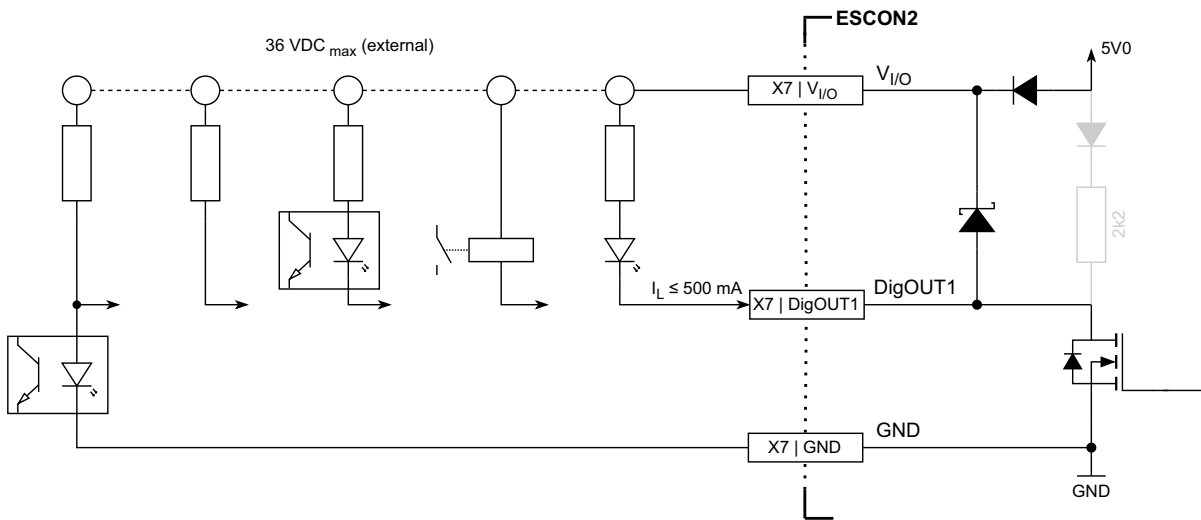 ESCON2
36 VDC max (external)
5V0
X7 | VI/O
VI/O
2k2
IL ≤ 500 mA
X7 | DigOUT1
DigOUT1
X7 | GND
GND
GND